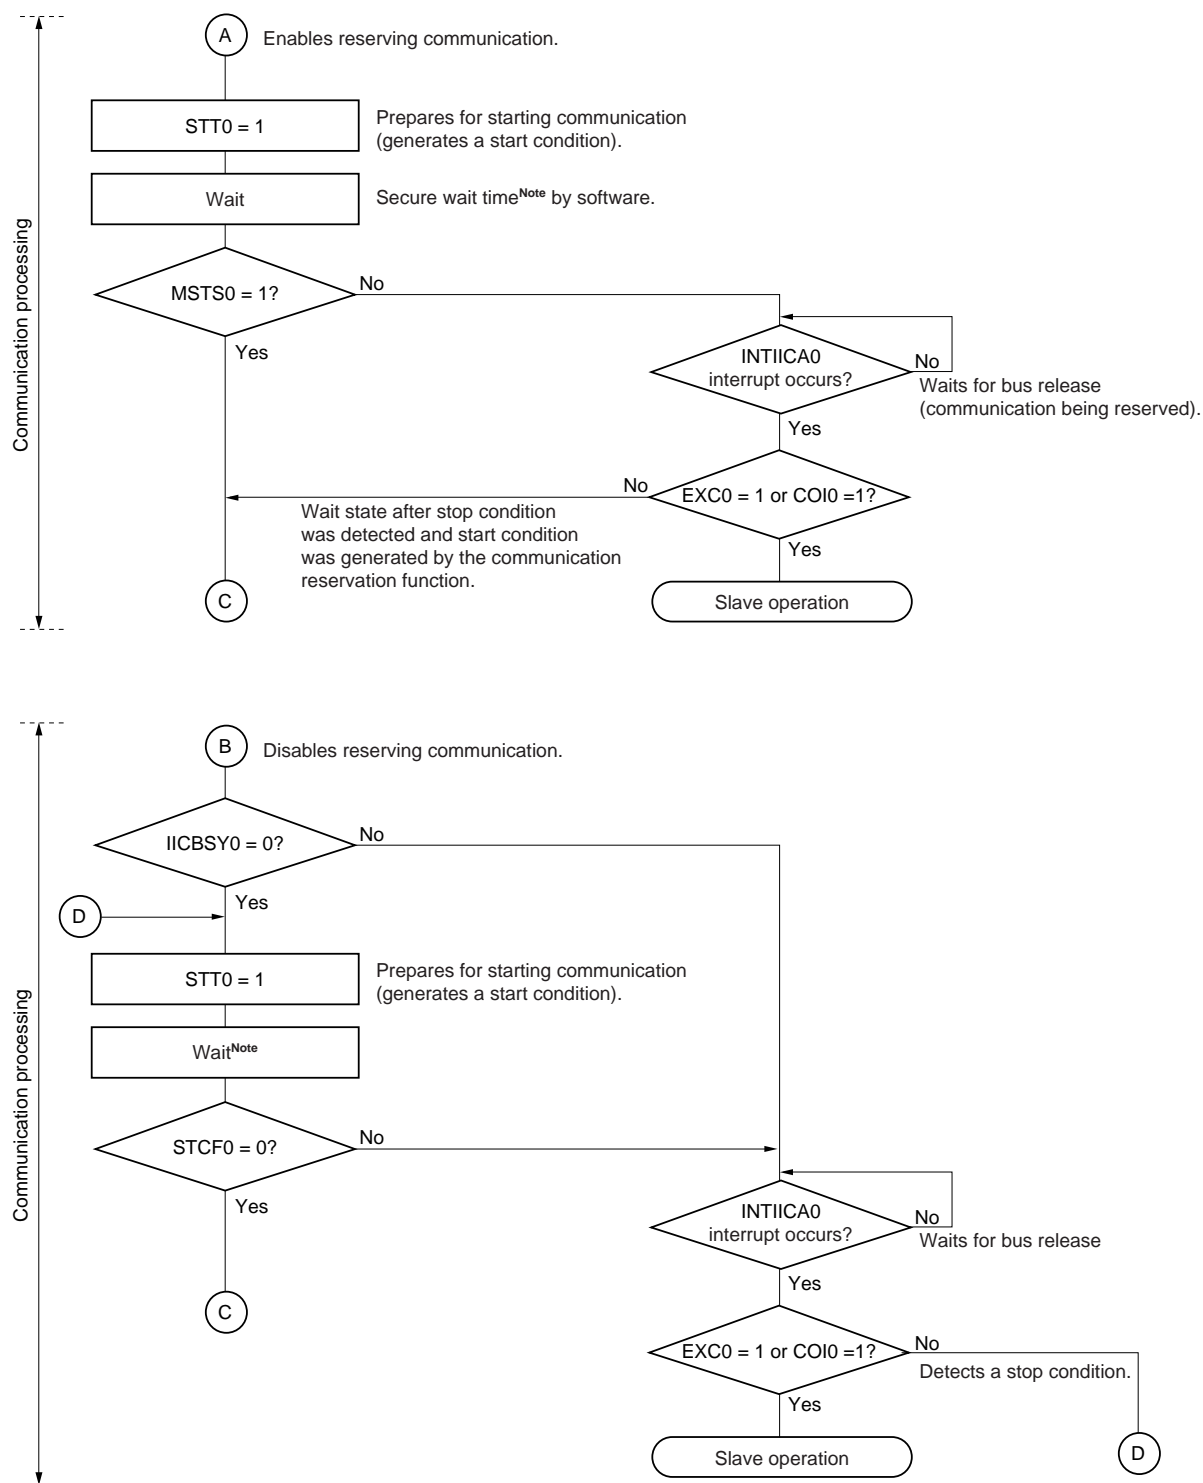 A
Enables reserving communication.
STT0 = 1
Prepares for starting communication
(generates a start condition).
Wait
Secure wait timeNote by software.
MSTS0 = 1?
No
Yes
INTIICA0
interrupt occurs?
No
Waits for bus release
(communication being reserved).
Yes
EXC0 = 1 or COI0 =1?
No
Wait state after stop condition
was detected and start condition
was generated by the communication
reservation function.
Yes
C
Slave operation
Communication processing
B
Disables reserving communication.
IICBSY0 = 0?
No
Yes
D
STT0 = 1
Prepares for starting communication
(generates a start condition).
WaitNote
STCF0 = 0?
No
Yes
INTIICA0
interrupt occurs?
No
Waits for bus release
Yes
C
EXC0 = 1 or COI0 =1?
No
Detects a stop condition.
Yes
Slave operation
D
Communication processing